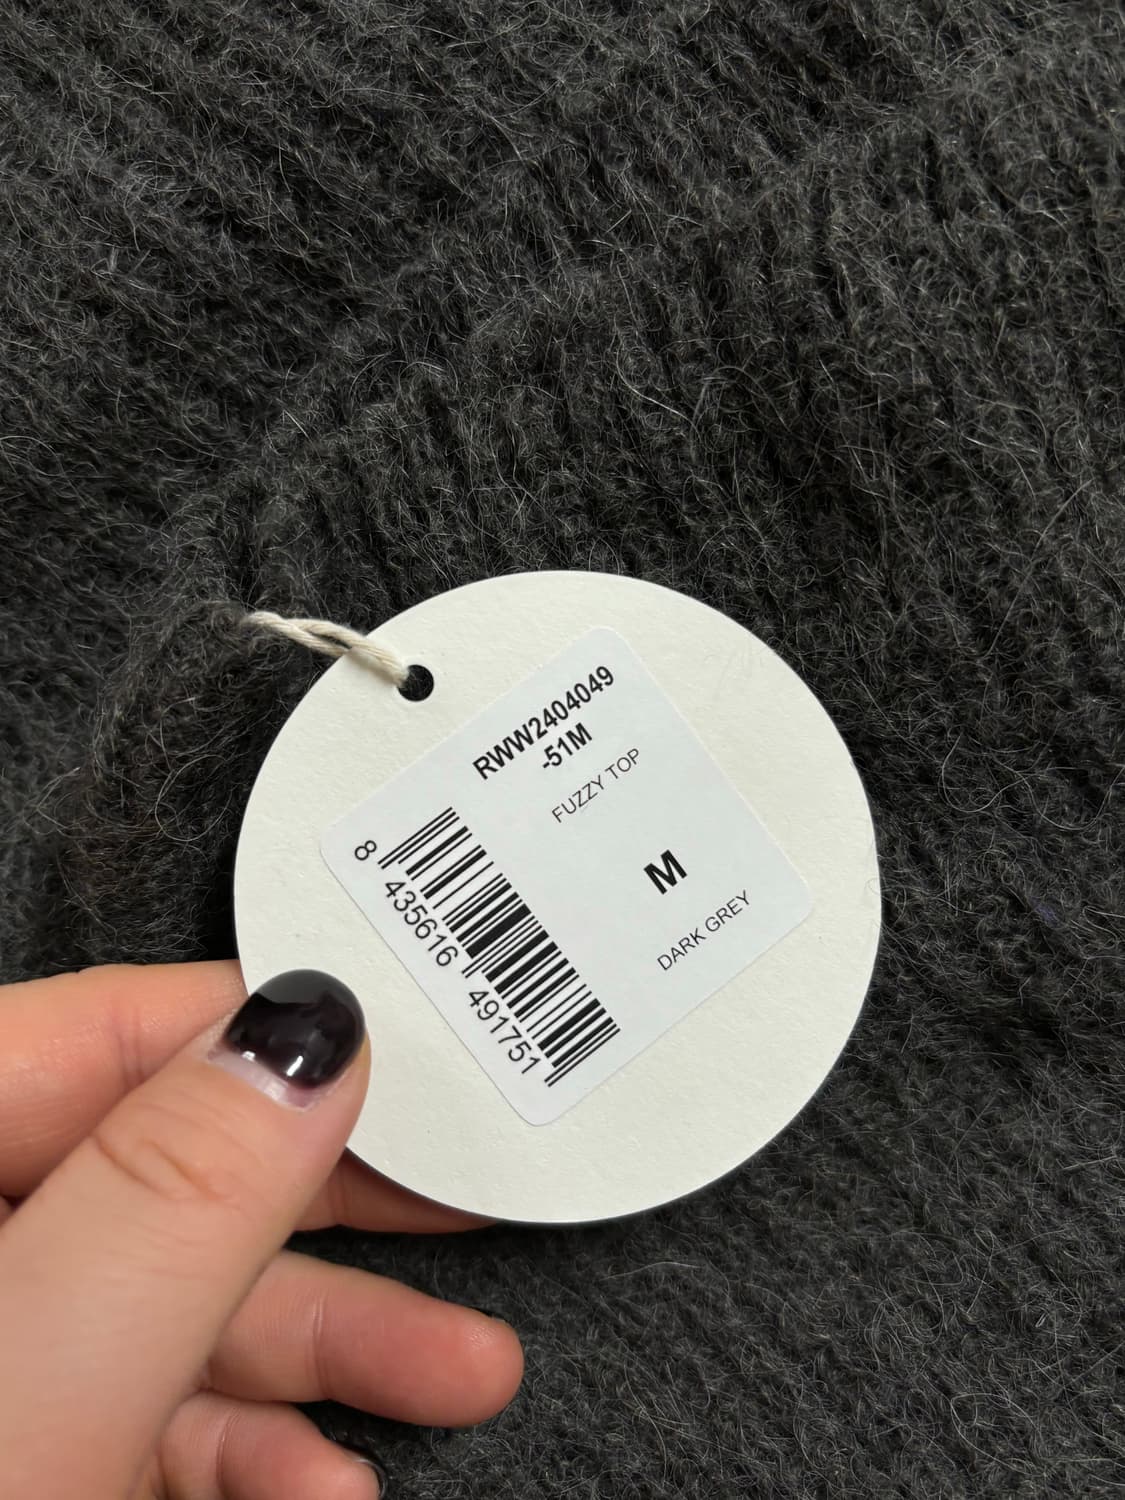 RWW2404049
-51M
FUZZY TOP
M
DARK GREY
8 435616 491751